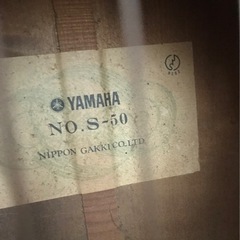 YAMAHA
NO. S-50
NIPPON GAKKI CO. LTD